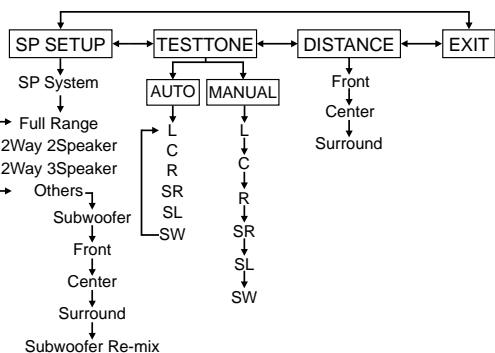 SP SETUP TESTTONE DISTANCE EXIT
SP System
Full Range
2Way 2Speaker
2Way 3Speaker
Others
Subwoofer
Front
Center
Surround
Subwoofer Re-mix
AUTO MANUAL
L
C
R
SR
SL
SW
L
C
R
SR
SL
SW
Front
Center
Surround